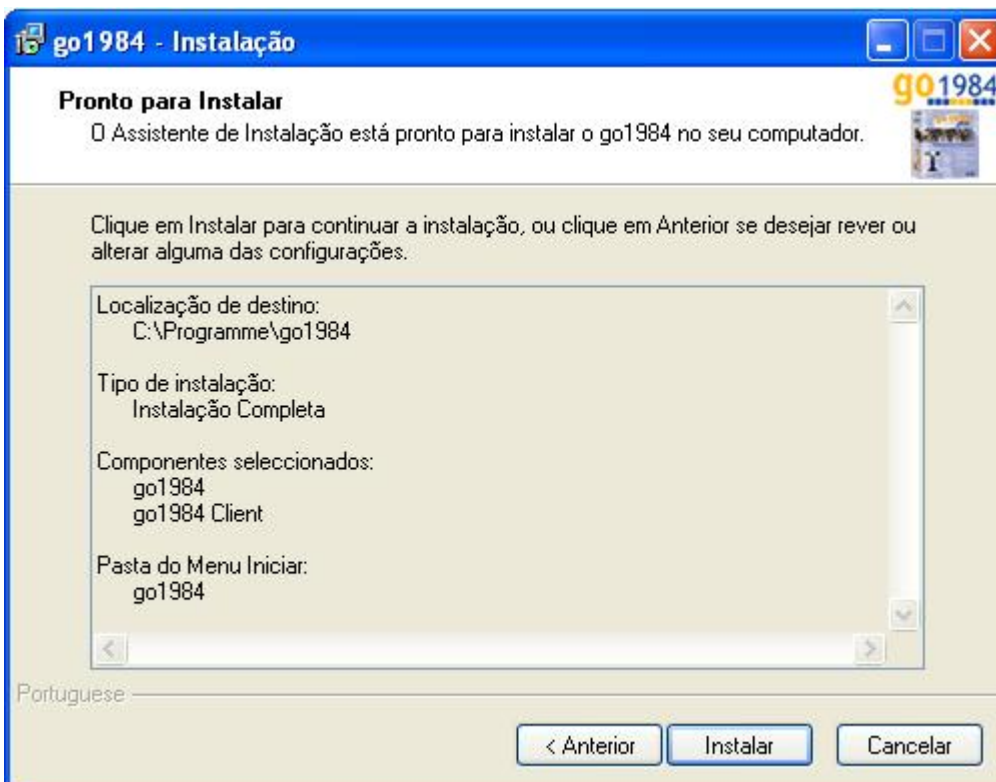 go1984 - Instalação
Pronto para Instalar
O Assistente de Instalação está pronto para instalar o go1984 no seu computador.
go1984
Clique em Instalar para continuar a instalação, ou clique em Anterior se desejar rever ou
alterar alguma das configurações.
Localização de destino:
C:\Programme\go1984
Tipo de instalação:
Instalação Completa
Componentes seleccionados:
go1984
go1984 Client
Pasta do Menu Iniciar:
go1984
Portuguese
< Anterior
Instalar
Cancelar